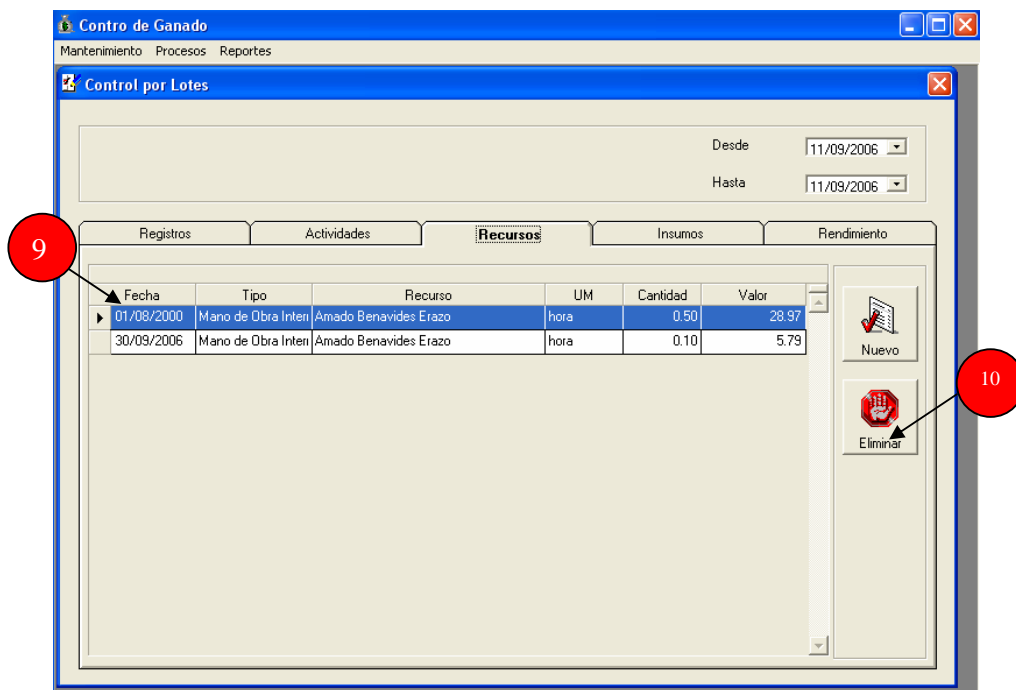 Contro de Ganado
Mantenimiento Procesos Reportes
Control por Lotes
Desde 11/09/2006
Hasta 11/09/2006
9
Registros Actividades Recursos Insumos Rendimiento
Fecha Tipo Recurso UM Cantidad Valor
01/08/2000 Mano de Obra Inter Amado Benavides Erazo hora 0.50 28.97
30/09/2006 Mano de Obra Inter Amado Benavides Erazo hora 0.10 5.79
Nuevo
10
Eliminar